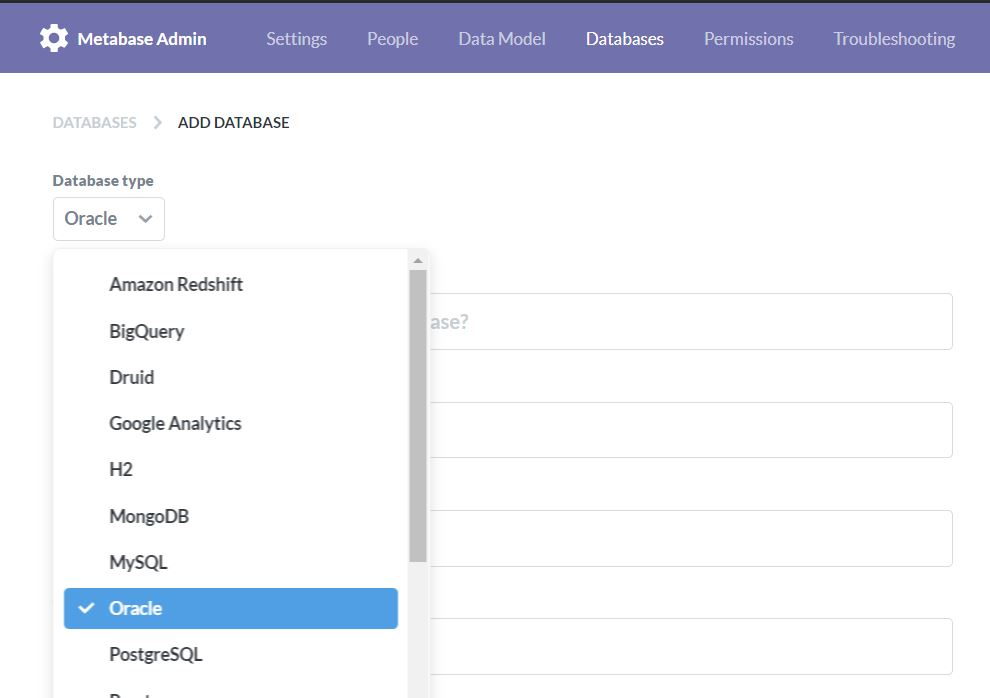 Metabase Admin Settings People Data Model Databases Permissions Troubleshooting
DATABASES ADD DATABASE
Database type
Oracle
Amazon Redshift
ase?
BigQuery
Druid
Google Analytics
H2
MongoDB
MySQL
Oracle
PostgreSQL